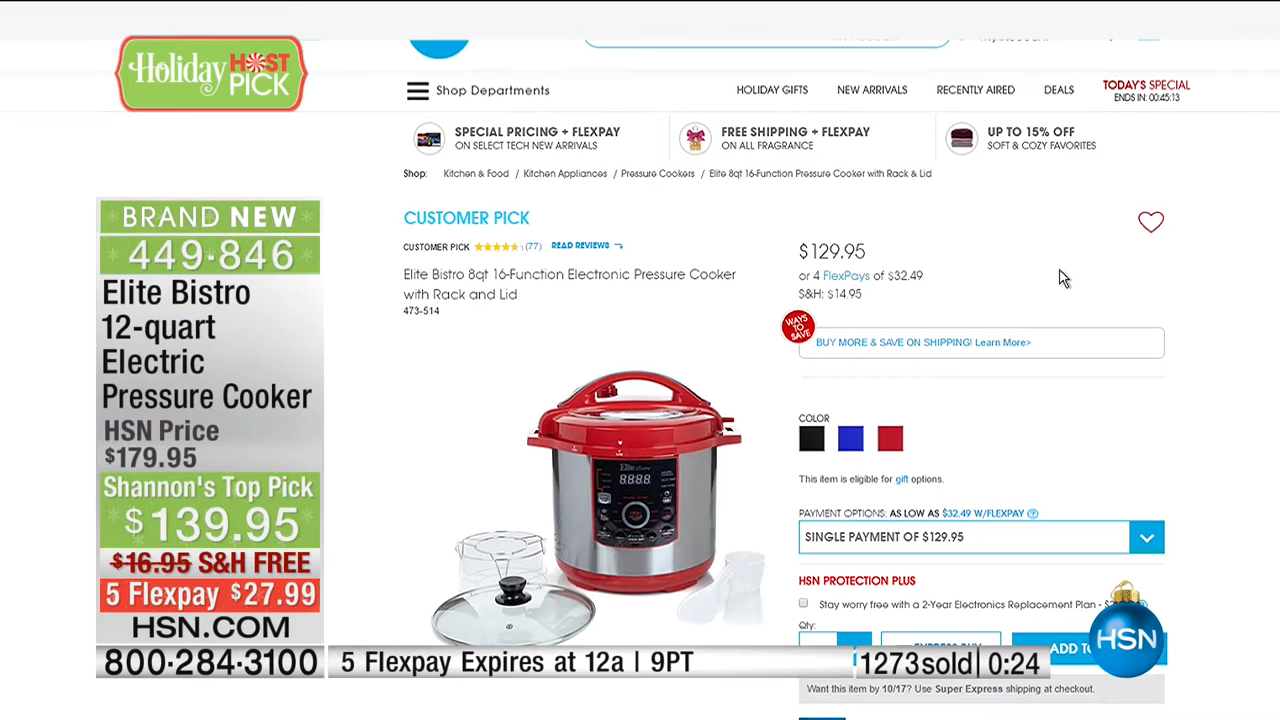 Holiday HOST PICK
Shop Departments
HOLIDAY GIFTS
NEW ARRIVALS
RECENTLY AIRED
DEALS
TODAY'S SPECIAL
ENDS IN: 00:45:13
SPECIAL PRICING + FLEXPAY
ON SELECT TECH NEW ARRIVALS
FREE SHIPPING + FLEXPAY
ON ALL FRAGRANCE
UP TO 15% OFF
SOFT & COZY FAVORITES
Shop: Kitchen & Food / Kitchen Appliances / Pressure Cookers / Elite 8qt 16-Function Pressure Cooker with Rack & Lid
BRAND NEW
449-846
Elite Bistro
12-quart
Electric
Pressure Cooker
HSN Price
$179.95
Shannon's Top Pick
$139.95
$16.95 S&H FREE
5 Flexpay $27.99
HSN.COM
800-284-3100
CUSTOMER PICK
CUSTOMER PICK (77) READ REVIEWS
Elite Bistro 8qt 16-Function Electronic Pressure Cooker
with Rack and Lid
473-514
Elite Bistro
8.8.8.8.
$129.95
or 4 FlexPays of $32.49
S&H: $14.95
WAYS TO SAVE
BUY MORE & SAVE ON SHIPPING! Learn More>
COLOR
This item is eligible for gift options.
PAYMENT OPTIONS: AS LOW AS $32.49 W/FLEXPAY ?
SINGLE PAYMENT OF $129.95
HSN PROTECTION PLUS
Stay worry free with a 2-Year Electronics Replacement Plan -
Qty:
EXPRESS BUY
ADD
HSN
5 Flexpay Expires at 12a | 9PT
1273sold| 0:24
Want this item by 10/17? Use Super Express shipping at checkout.